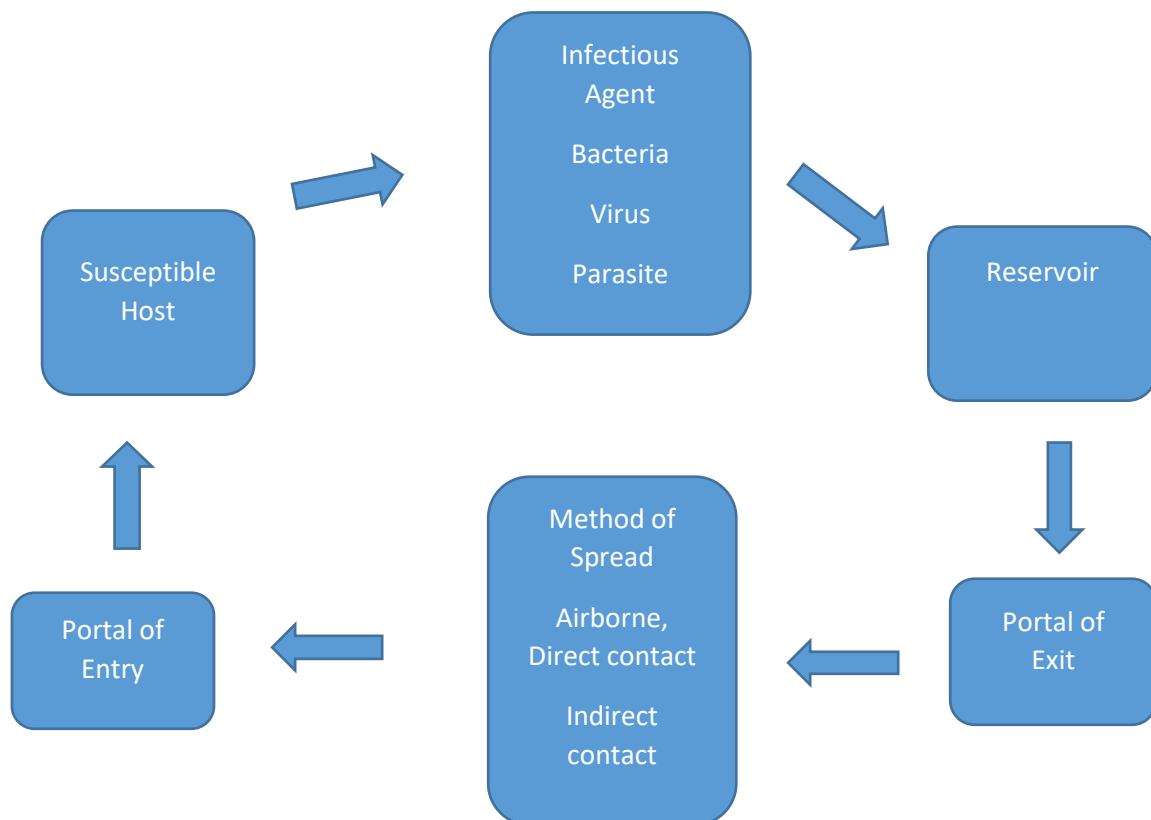 Infectious
Agent
Bacteria
Virus
Parasite
Susceptible
Host
Reservoir
Method of
Spread
Airborne,
Direct contact
Indirect
contact
Portal of
Entry
Portal of
Exit